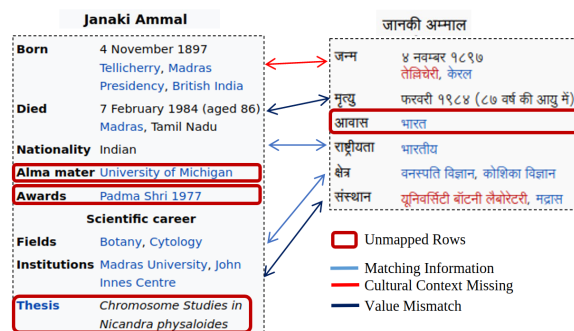 Janaki Ammal
Born 4 November 1897
Tellicherry, Madras
Presidency, British India
Died 7 February 1984 (aged 86)
Madras, Tamil Nadu
Nationality Indian
Alma mater University of Michigan
Awards Padma Shri 1977
Scientific career
Fields Botany, Cytology
Institutions Madras University, John
Innes Centre
Thesis Chromosome Studies in
Nicandra physaloides
जानकी अम्माल
जन्म ४ नवम्बर १८९७
तेल्लिचेरी, केरल
मृत्यु फरवरी १९८४ (८७ वर्ष की आयु में)
आवास भारत
राष्ट्रीयता भारतीय
क्षेत्र वनस्पति विज्ञान, कोशिका विज्ञान
संस्थान यूनिवर्सिटी बॉटनी लैबोरेटरी, मद्रास
Unmapped Rows
Matching Information
Cultural Context Missing
Value Mismatch